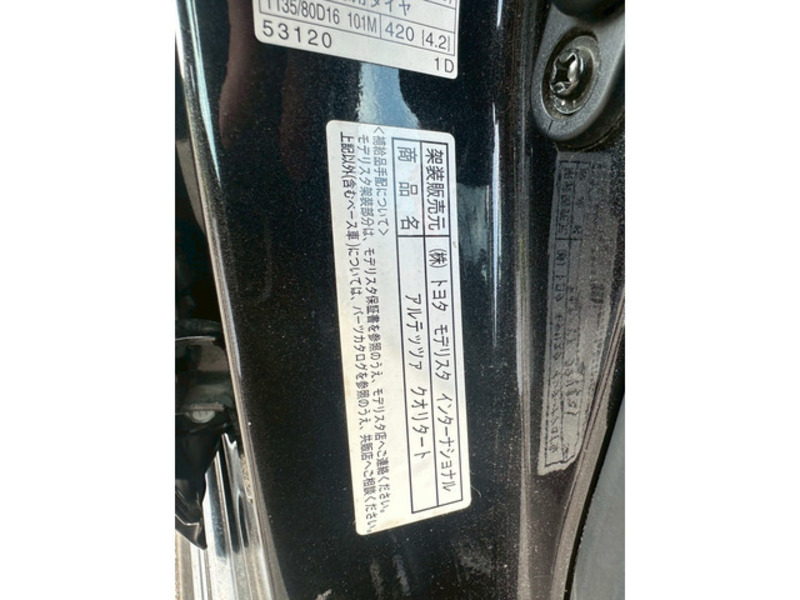 タイヤ
T135/80D16 101M 420 [4.2]
53120
1D
架装販売元 (株)トヨタ モデリスタ インターナショナル
商品名 アルテッツァ クオリタート
<補給品手配について>
モデリスタ架装部分は、モデリスタ保証書を参照のうえ、モデリスタ店へご連絡ください。
上記以外(含むベース車)については、パーツカタログを参照のうえ、共販店へご相談ください。